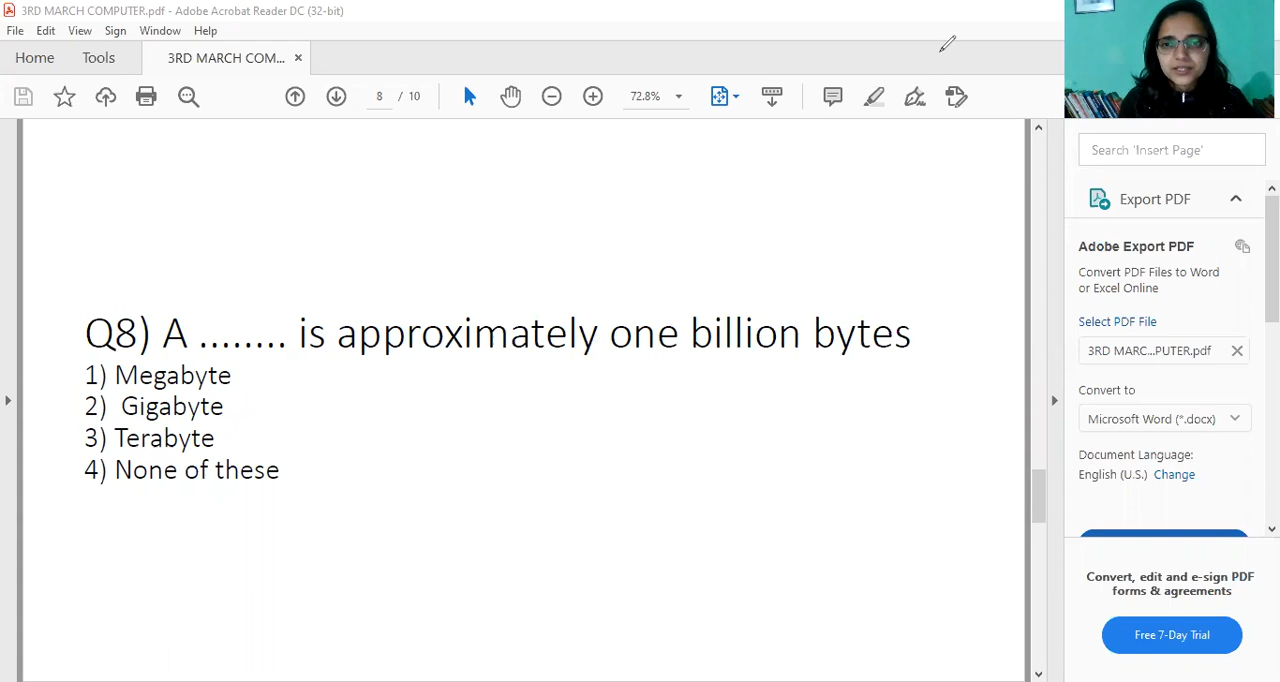 3RD MARCH COMPUTER.pdf - Adobe Acrobat Reader DC (32-bit)
File Edit View Sign Window Help
Home Tools 3RD MARCH COM... ×
8 / 10 72.8%
Search 'Insert Page'
Export PDF
Adobe Export PDF
Convert PDF Files to Word
or Excel Online
Select PDF File
3RD MARC...PUTER.pdf
Convert to
Microsoft Word (*.docx)
Document Language:
English (U.S.) Change
Convert, edit and e-sign PDF
forms & agreements
Free 7-Day Trial
Q8) A ........ is approximately one billion bytes
1) Megabyte
2) Gigabyte
3) Terabyte
4) None of these